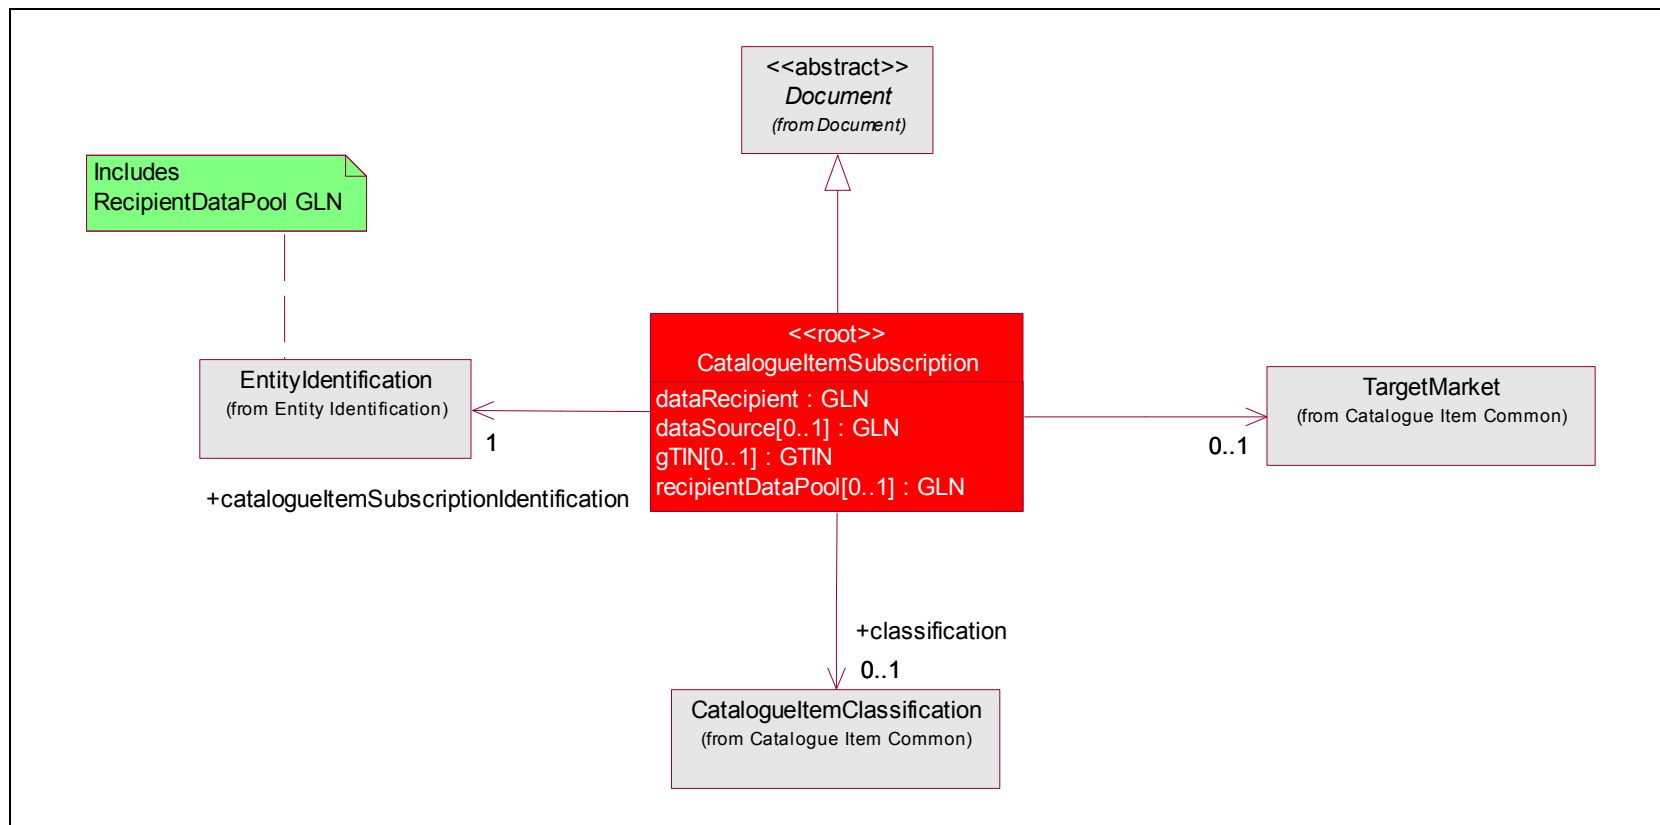 <<abstract>>
Document
(from Document)
Includes
RecipientDataPool GLN
<<root>>
CatalogueItemSubscription
dataRecipient : GLN
dataSource[0..1] : GLN
gTIN[0..1] : GTIN
recipientDataPool[0..1] : GLN
EntityIdentification
(from Entity Identification)
1
+catalogueItemSubscriptionIdentification
TargetMarket
(from Catalogue Item Common)
0..1
+classification
0..1
CatalogueItemClassification
(from Catalogue Item Common)